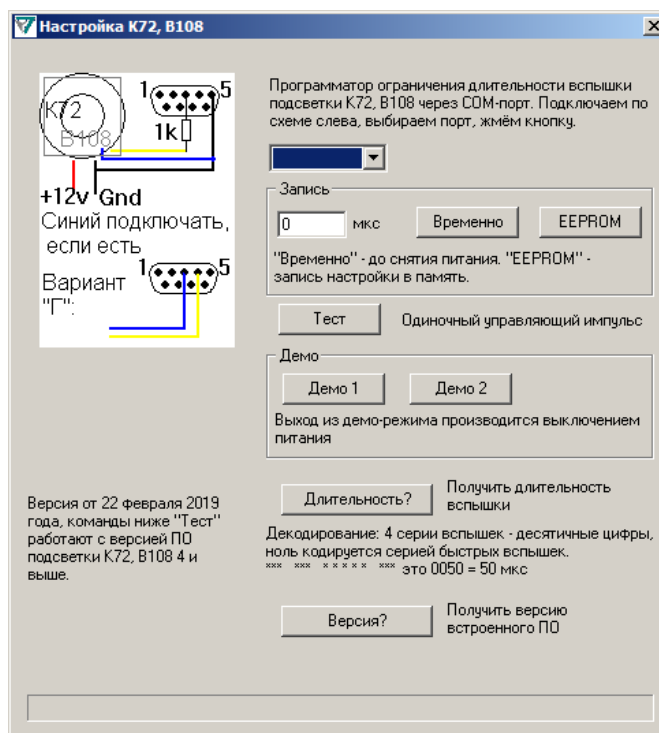 Настройка K72, B108
K72
B108
1
5
1k
+12v Gnd
Синий подключать,
если есть
Вариант
"Г":
1
5
Программатор ограничения длительности вспышки
подсветки K72, B108 через COM-порт. Подключаем по
схеме слева, выбираем порт, жмём кнопку.
Запись
0
мкс
Временно
EEPROM
"Временно" - до снятия питания. "EEPROM" -
запись настройки в память.
Тест
Одиночный управляющий импульс
Демо
Демо 1
Демо 2
Выход из демо-режима производится выключением
питания
Версия от 22 февраля 2019
года, команды ниже "Тест"
работают с версией ПО
подсветки K72, B108 4 и
выше.
Длительность?
Получить длительность
вспышки
Декодирование: 4 серии вспышек - десятичные цифры,
ноль кодируется серией быстрых вспышек.
*** *** * * * * * *** это 0050 = 50 мкс
Версия?
Получить версию
встроенного ПО